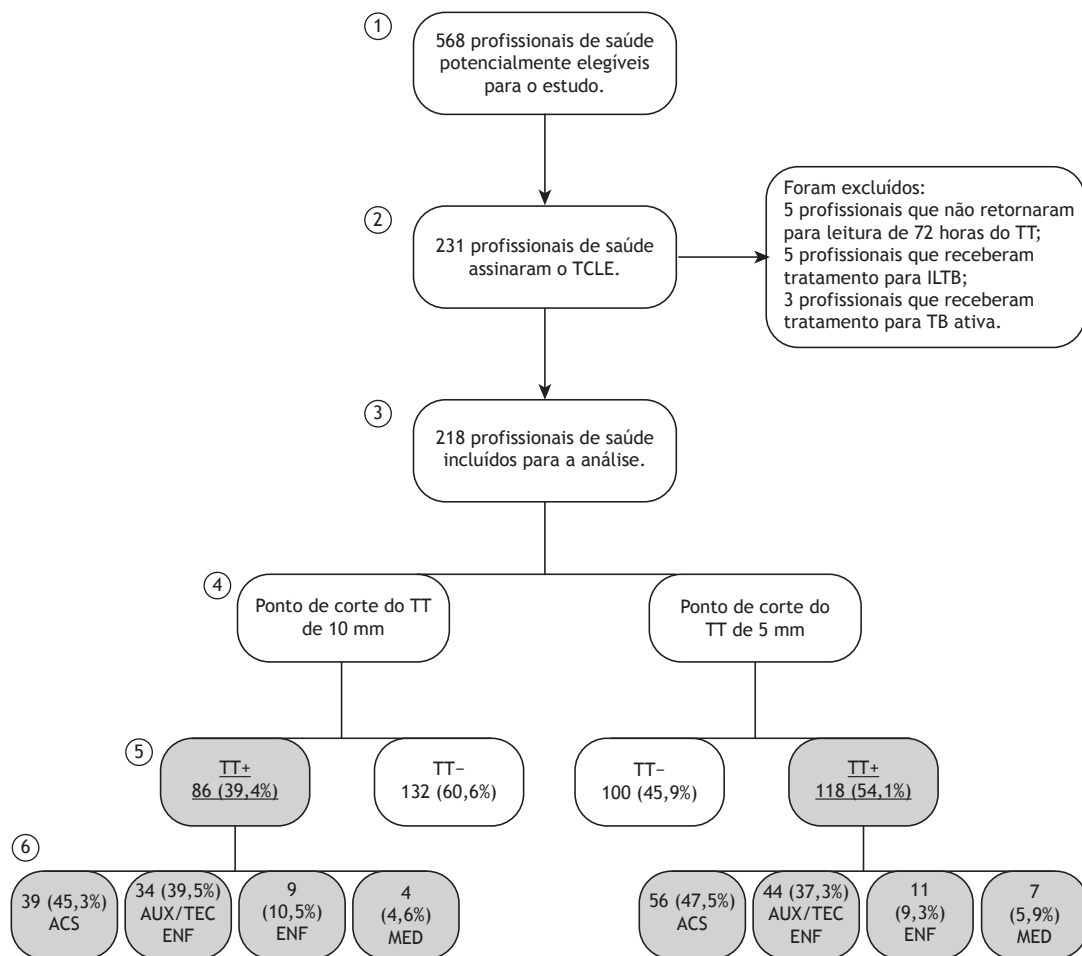 1
568 profissionais de saúde
potencialmente elegíveis
para o estudo.
2
231 profissionais de saúde
assinaram o TCLE.
Foram excluídos:
5 profissionais que não retornaram
para leitura de 72 horas do TT;
5 profissionais que receberam
tratamento para ILTB;
3 profissionais que receberam
tratamento para TB ativa.
3
218 profissionais de saúde
incluídos para a análise.
4
Ponto de corte do TT
de 10 mm
Ponto de corte do
TT de 5 mm
5
TT+
86 (39,4%)
TT−
132 (60,6%)
TT−
100 (45,9%)
TT+
118 (54,1%)
6
39 (45,3%)
ACS
34 (39,5%)
AUX/TEC
ENF
9
(10,5%)
ENF
4
(4,6%)
MED
56 (47,5%)
ACS
44 (37,3%)
AUX/TEC
ENF
11
(9,3%)
ENF
7
(5,9%)
MED